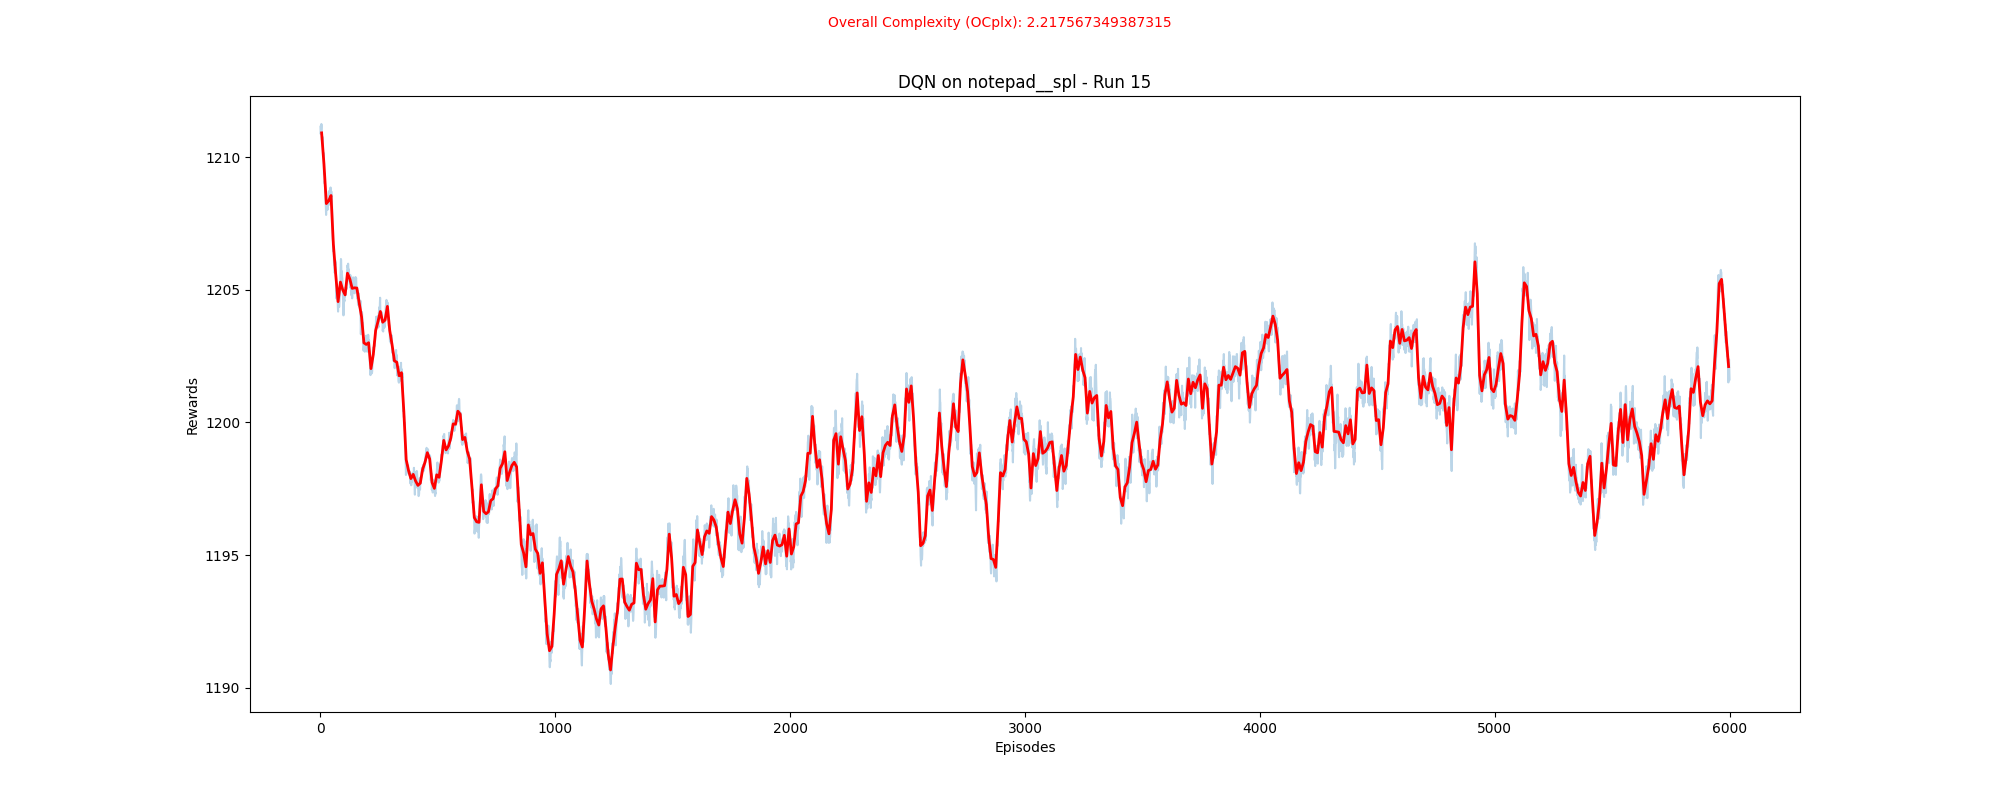 Overall Complexity (OCplx): 2.217567349387315
DQN on notepad__spl - Run 15
Rewards
1210
1205
1200
1195
1190
0 1000 2000 3000 4000 5000 6000
Episodes